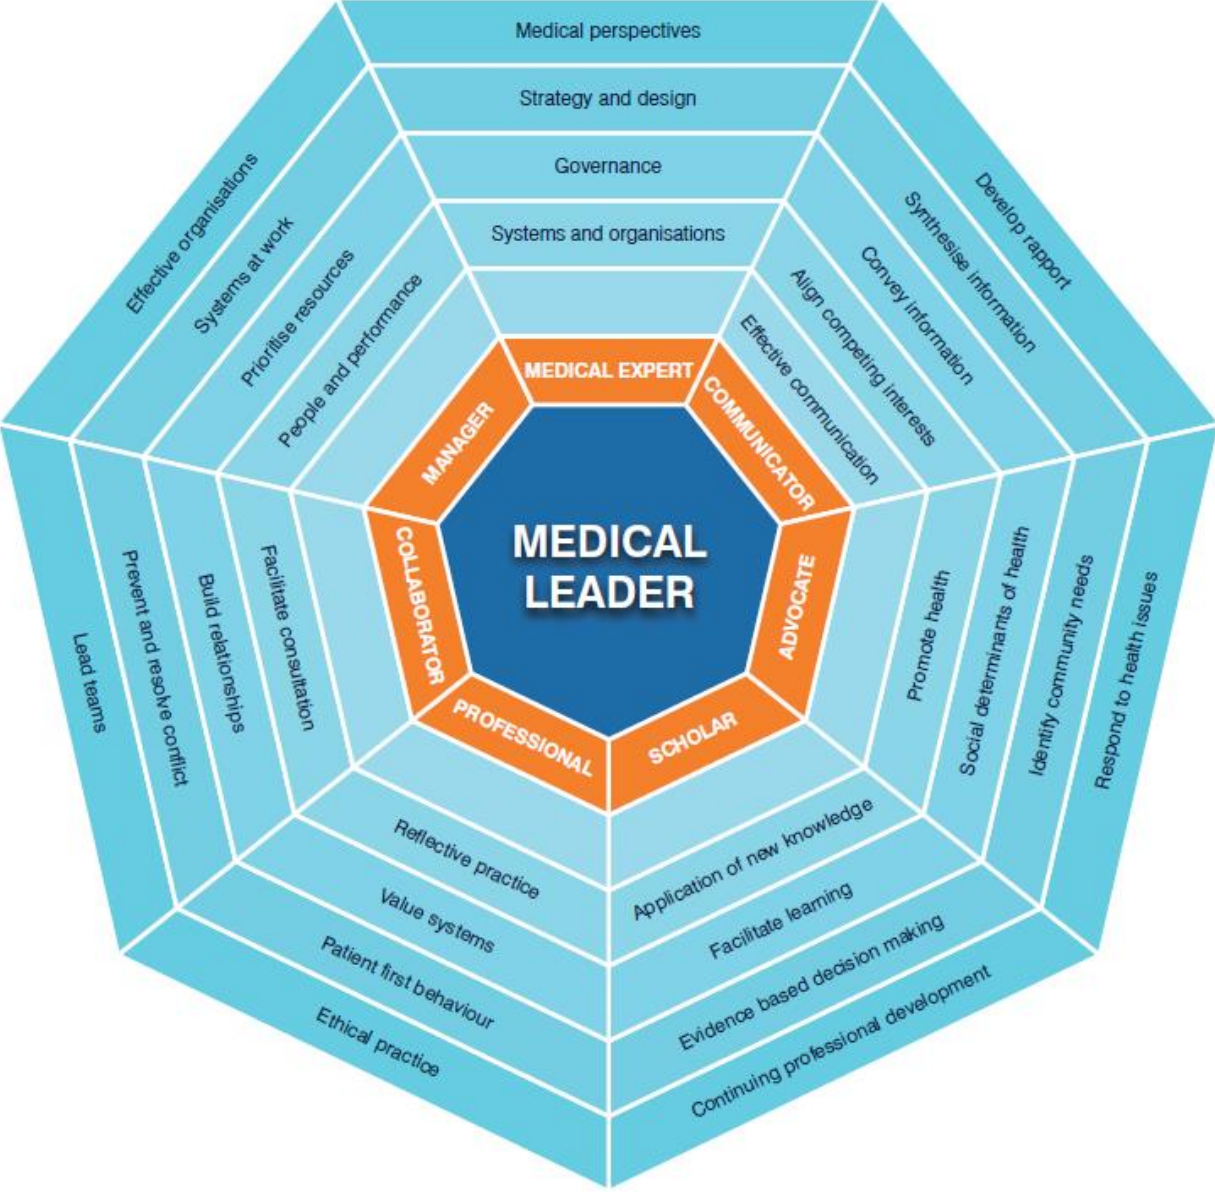 Medical perspectives
Strategy and design
Governance
Systems and organisations
MEDICAL EXPERT
Develop rapport
Synthesise information
Convey information
Align competing interests
Effective communication
COMMUNICATOR
Respond to health issues
Identify community needs
Social determinants of health
Promote health
ADVOCATE
SCHOLAR
Application of new knowledge
Facilitate learning
Evidence based decision making
Continuing professional development
PROFESSIONAL
Reflective practice
Value systems
Patient first behaviour
Ethical practice
Lead teams
Prevent and resolve conflict
Build relationships
Facilitate consultation
COLLABORATOR
Effective organisations
Systems at work
Prioritise resources
People and performance
MANAGER
MEDICAL
LEADER